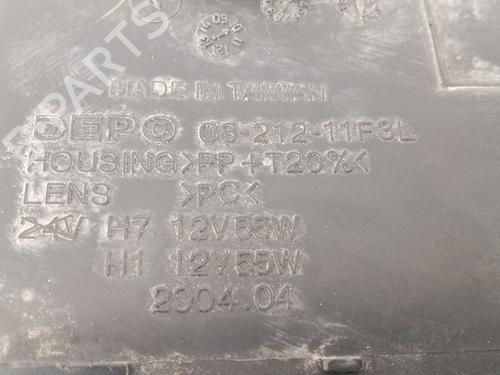 MADE IN TAIWAN
DEPO 08-212-11F3L
HOUSING >PP+T20%<
LENS >PC<
24V H7 12V55W
H1 12V55W
2004.04